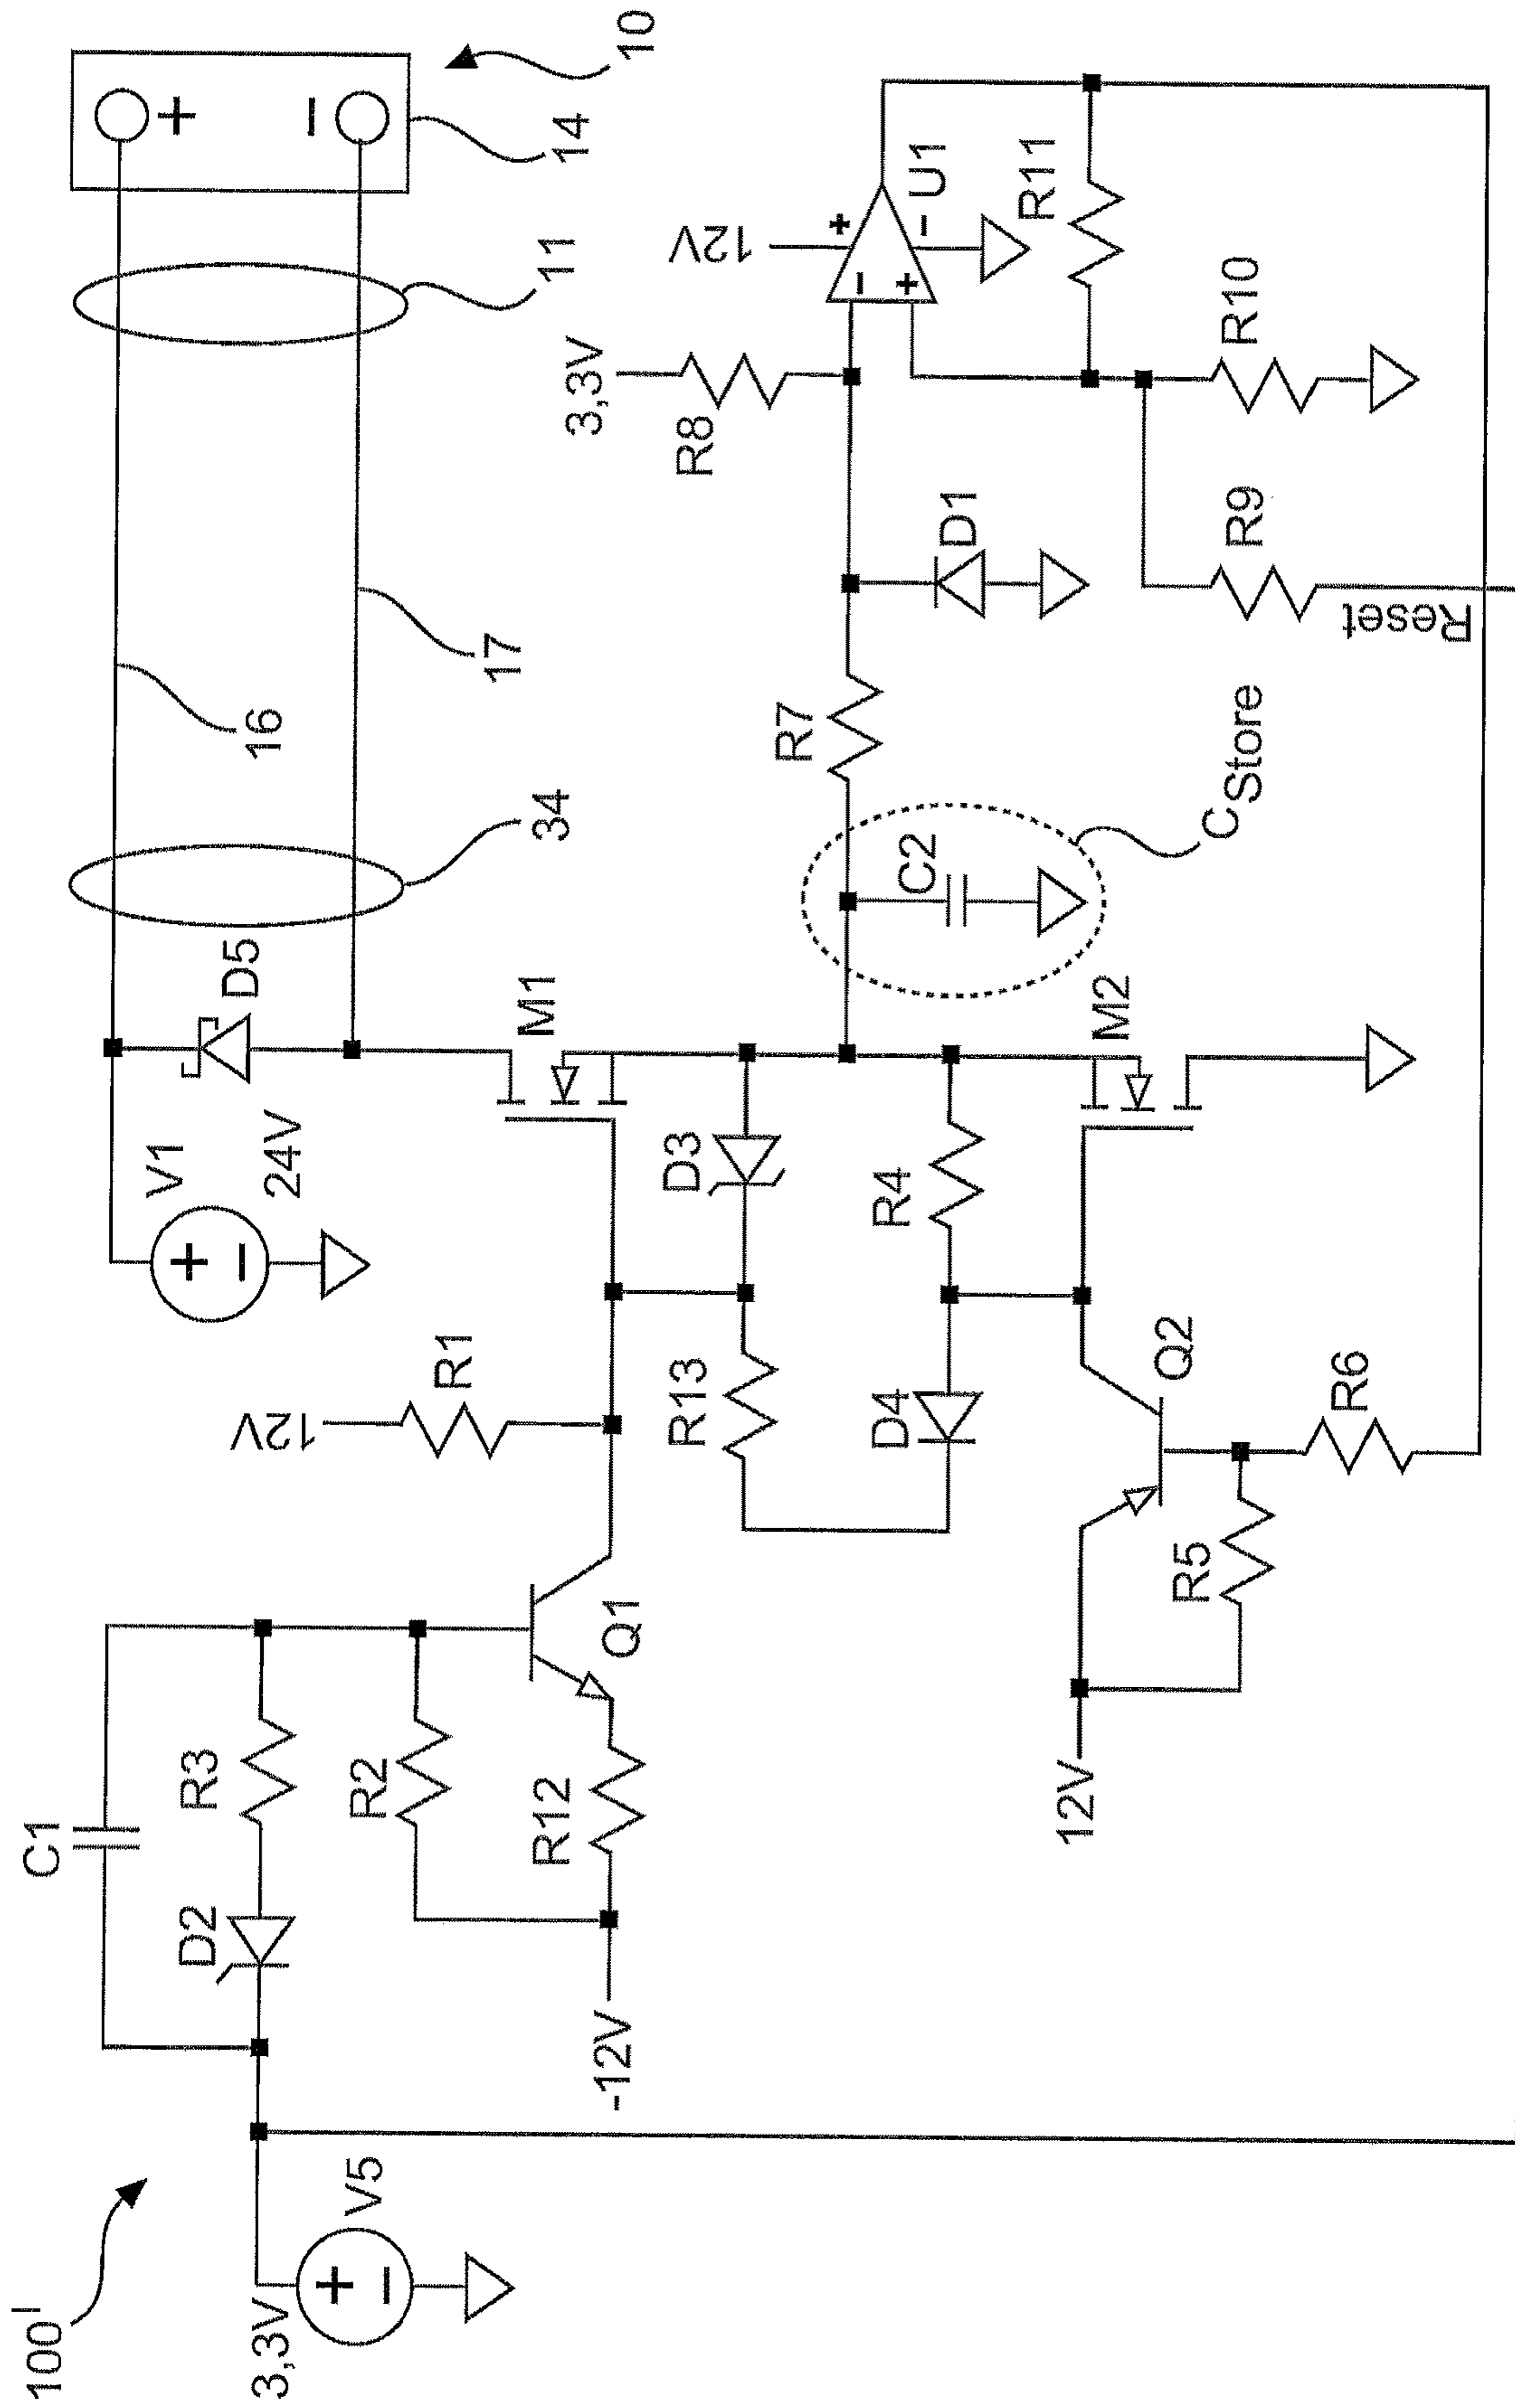 100'
3,3V
V5
C1
D2
R3
R2
R12
-12V
Q1
12V
R1
V1
24V
D5
34
16
17
11
14
10
M1
D3
R13
D4
R4
M2
Q2
R5
R6
12V
C2
CStore
R7
D1
R8
3,3V
12V
U1
R11
R10
R9
Reset